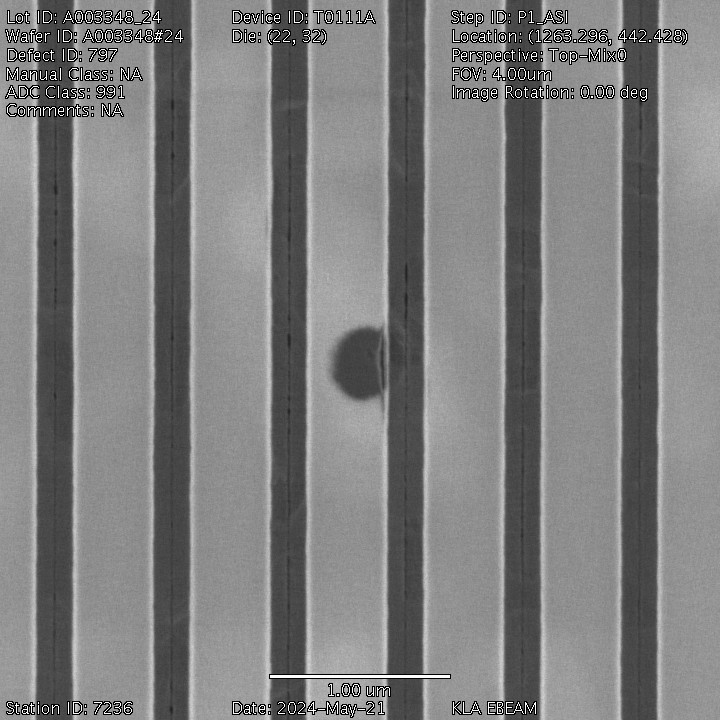 Lot ID: A003348_24
Device ID: T0111A
Step ID: P1_ASI
Wafer ID: A003348#24
Die: (22, 32)
Location: (1263.296, 442.428)
Defect ID: 797
Perspective: Top-Mix0
Manual Class: NA
FOV: 4.00um
ADC Class: 991
Image Rotation: 0.00 deg
Comments: NA
1.00 um
Station ID: 7236
Date: 2024-May-21
KLA EBEAM